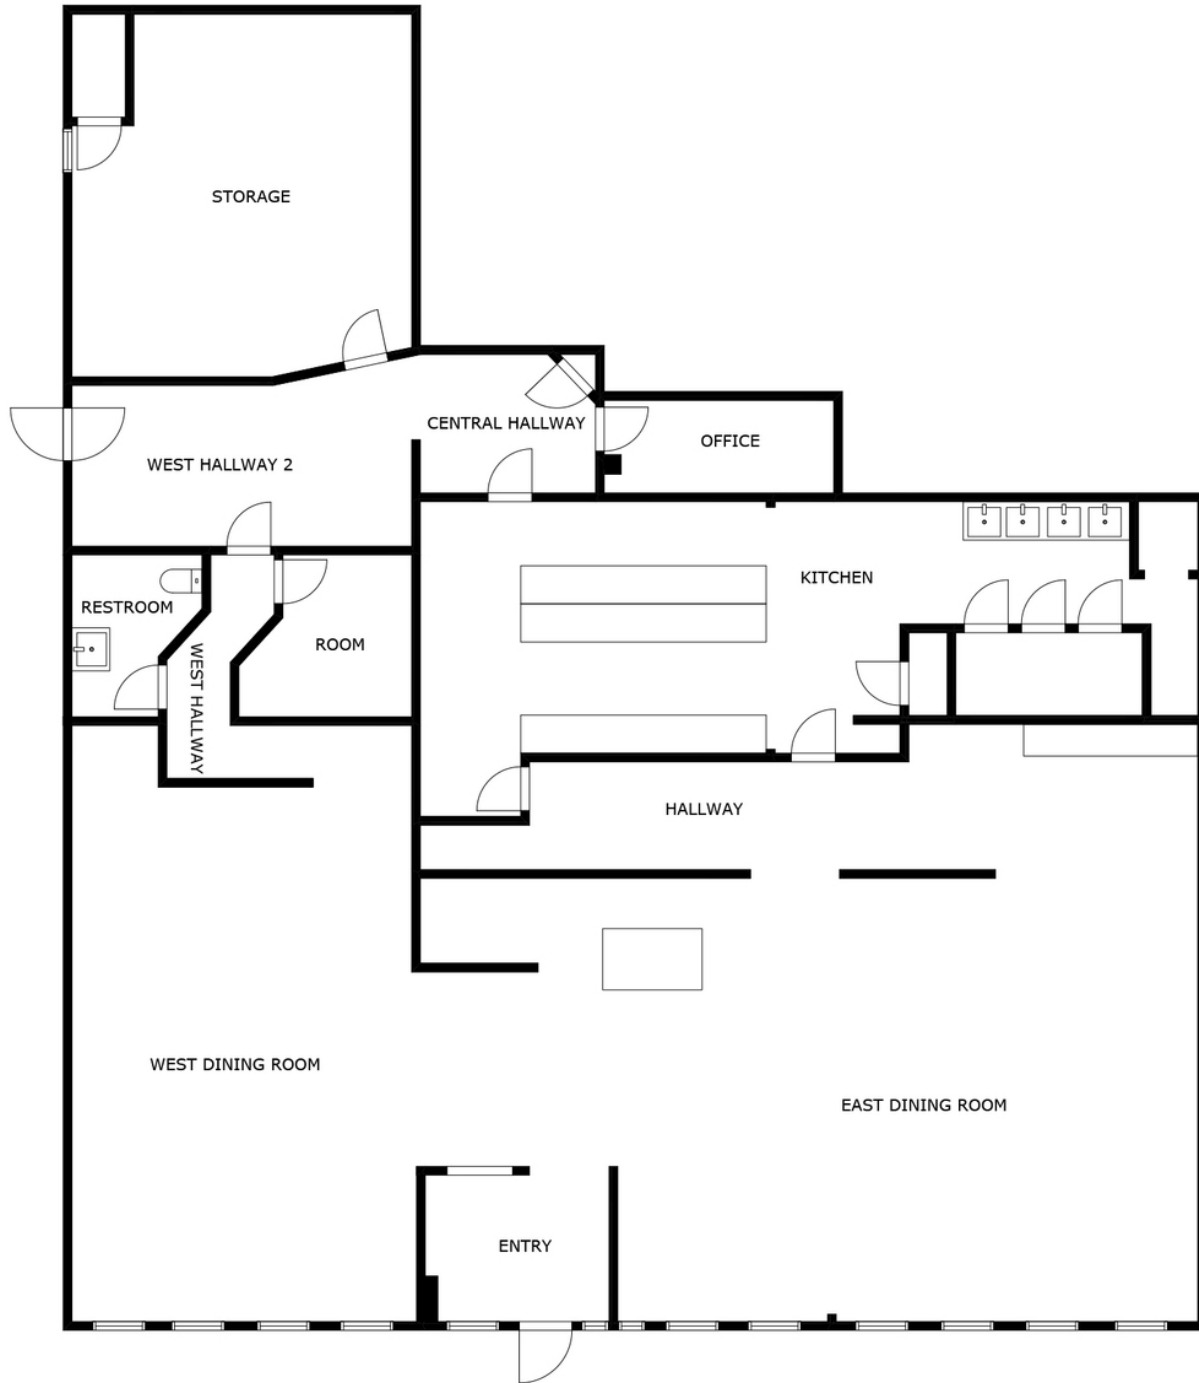 STORAGE
CENTRAL HALLWAY
OFFICE
WEST HALLWAY 2
KITCHEN
RESTROOM
ROOM
WEST HALLWAY
HALLWAY
WEST DINING ROOM
EAST DINING ROOM
ENTRY